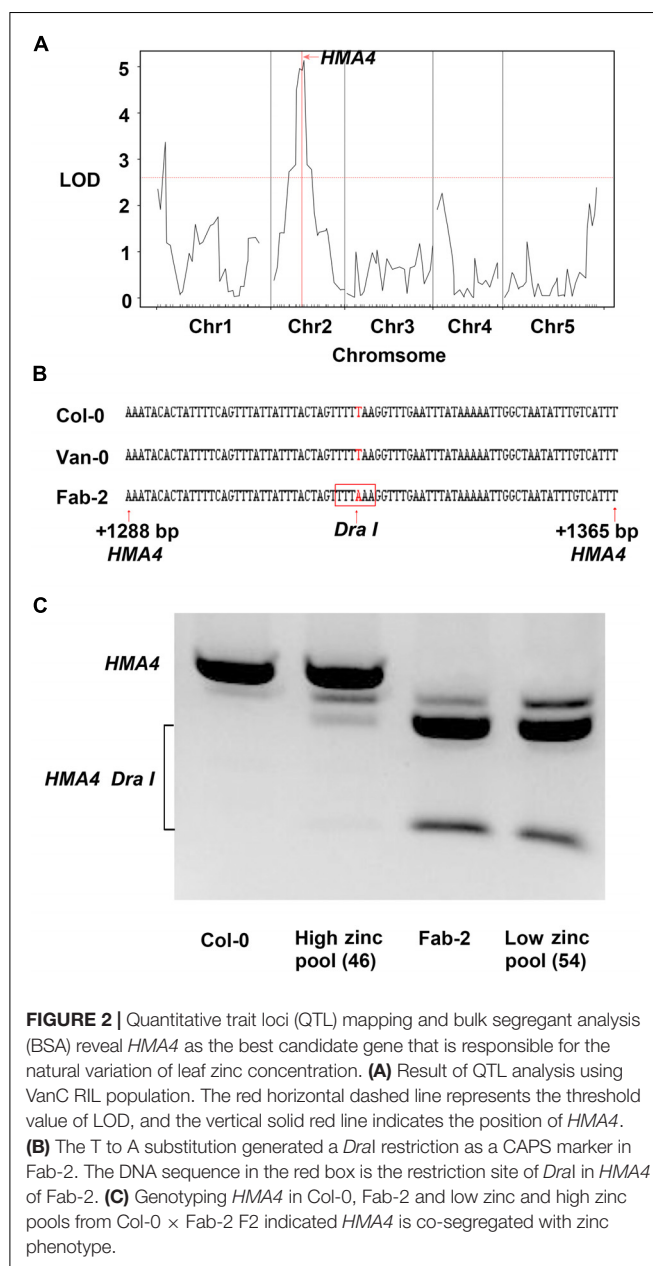 A
HMA4
5
4
3
LOD
2
1
0
Chr1 Chr2 Chr3 Chr4 Chr5
Chromsome
B
Col-0 AAATACACTATTTTCAGTTTATTATTTACTAGTTTTTAAGGTTTGAATTTATAAAAATTGGCTAATATTTGTCATTT
Van-0 AAATACACTATTTTCAGTTTATTATTTACTAGTTTTTAAGGTTTGAATTTATAAAAATTGGCTAATATTTGTCATTT
Fab-2 AAATACACTATTTTCAGTTTATTATTTACTAGTTTTAAAGGTTTGAATTTATAAAAATTGGCTAATATTTGTCATTT
+1288 bp Dra I +1365 bp
HMA4 HMA4
C
HMA4
HMA4 Dra I
Col-0 High zinc Fab-2 Low zinc
pool (46) pool (54)
FIGURE 2 | Quantitative trait loci (QTL) mapping and bulk segregant analysis
(BSA) reveal HMA4 as the best candidate gene that is responsible for the
natural variation of leaf zinc concentration. (A) Result of QTL analysis using
VanC RIL population. The red horizontal dashed line represents the threshold
value of LOD, and the vertical solid red line indicates the position of HMA4.
(B) The T to A substitution generated a DraI restriction as a CAPS marker in
Fab-2. The DNA sequence in the red box is the restriction site of DraI in HMA4
of Fab-2. (C) Genotyping HMA4 in Col-0, Fab-2 and low zinc and high zinc
pools from Col-0 × Fab-2 F2 indicated HMA4 is co-segregated with zinc
phenotype.